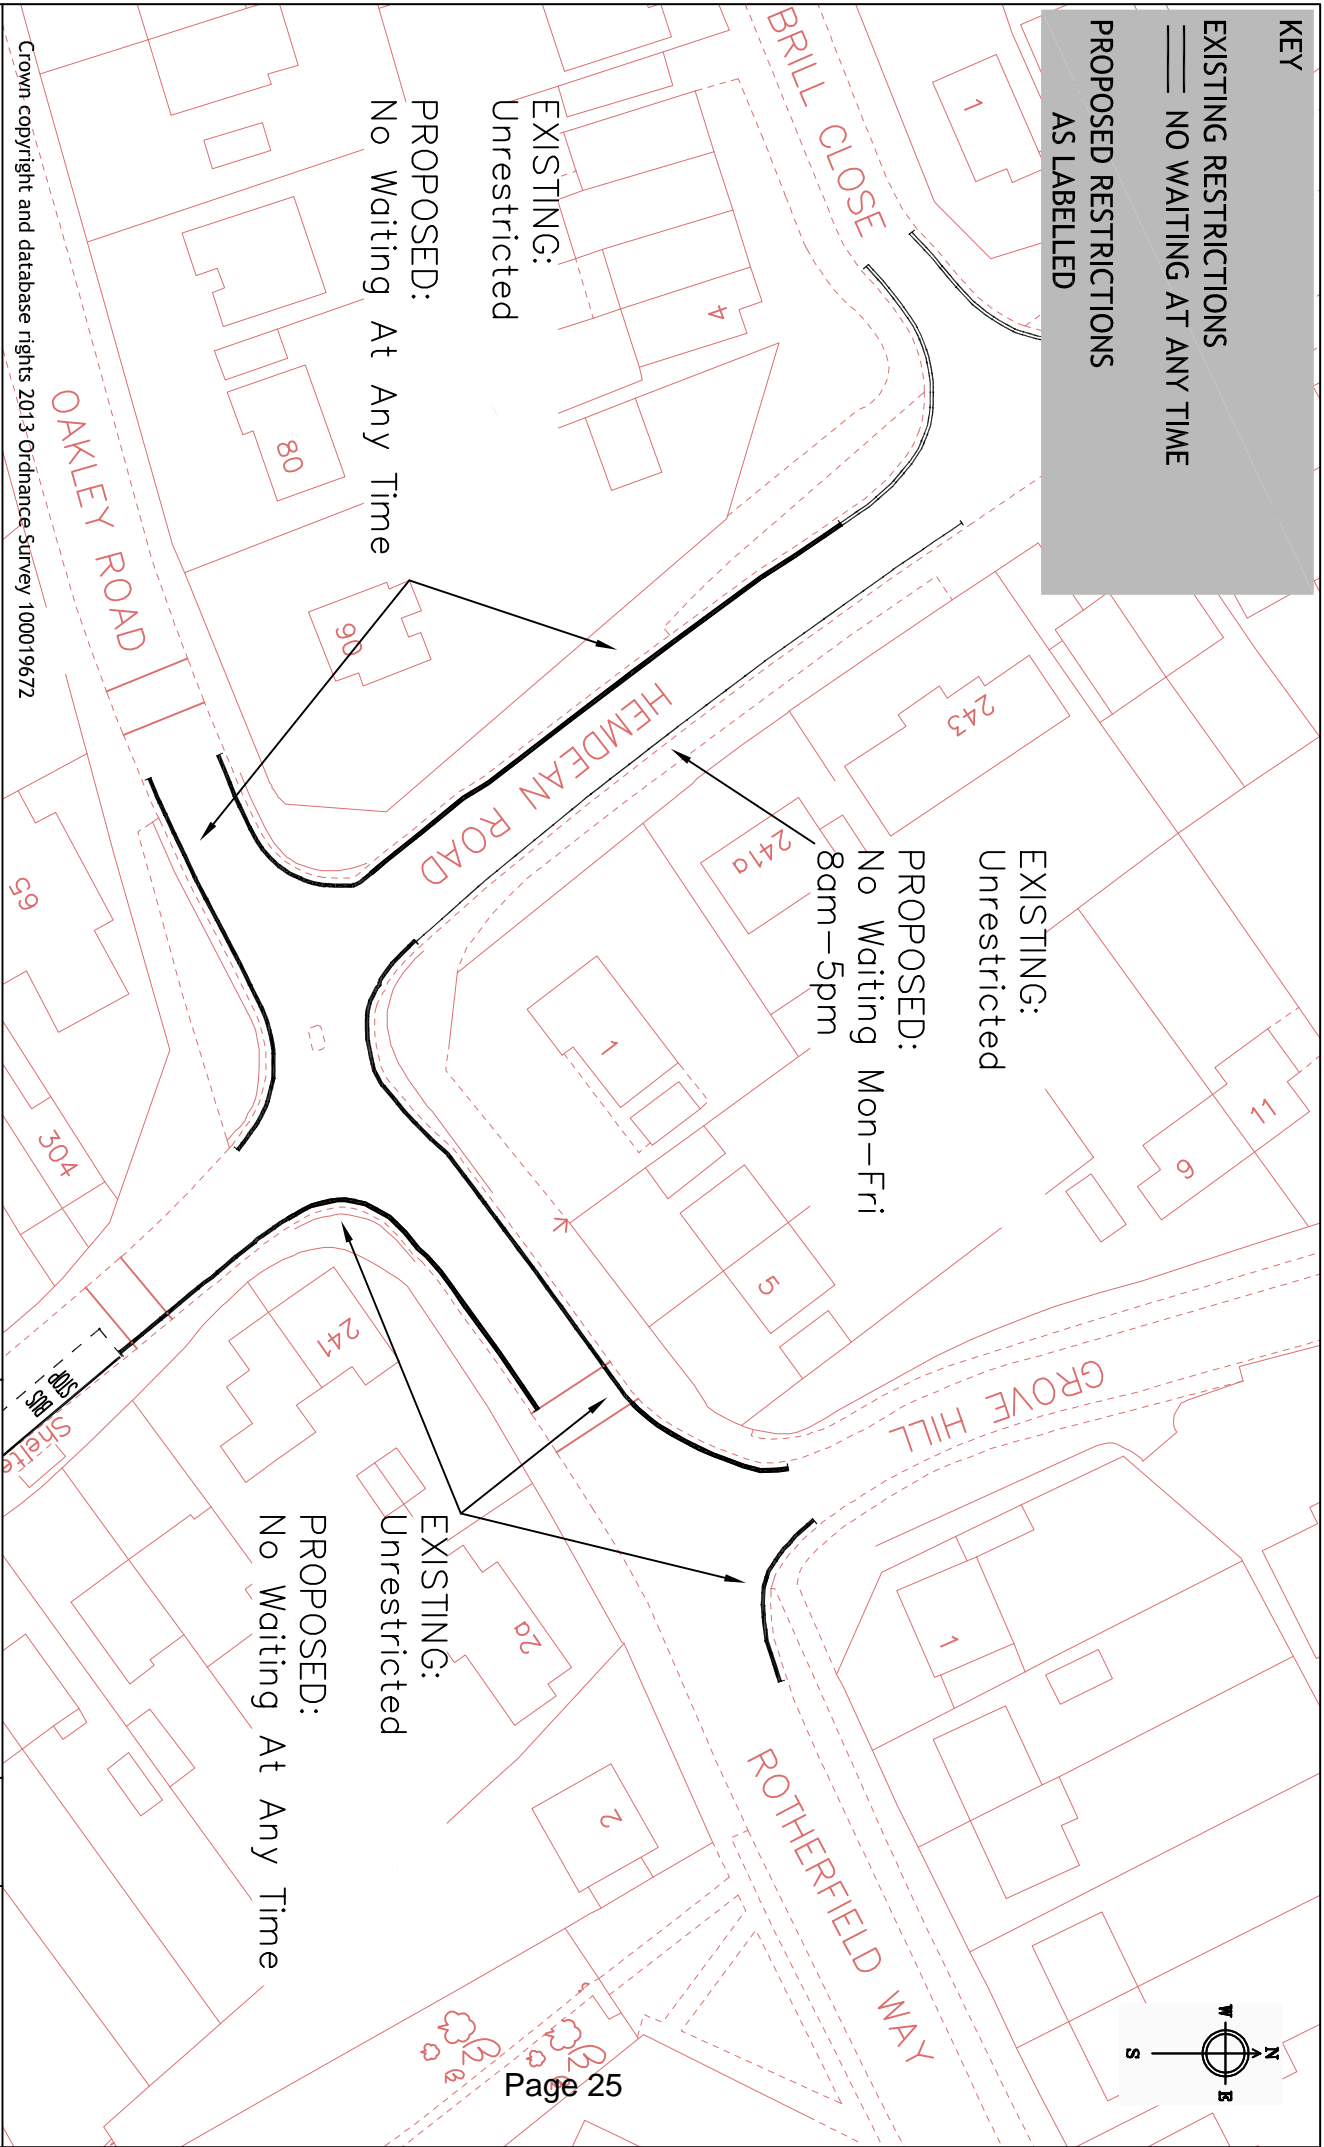 KEY
EXISTING RESTRICTIONS
NO WAITING AT ANY TIME
PROPOSED RESTRICTIONS
AS LABELLED
N
W
E
S
BRILL CLOSE
1
4
EXISTING:
Unrestricted
PROPOSED:
No Waiting At Any Time
80
90
OAKLEY ROAD
HEMDEAN ROAD
243
241a
EXISTING:
Unrestricted
PROPOSED:
No Waiting Mon-Fri
8am-5pm
1
5
9
11
GROVE HILL
1
ROTHERFIELD WAY
65
304
241
2a
2
BUS
STOP
Shelte
EXISTING:
Unrestricted
PROPOSED:
No Waiting At Any Time
Crown copyright and database rights 2013 Ordnance Survey 100019672
Page 25